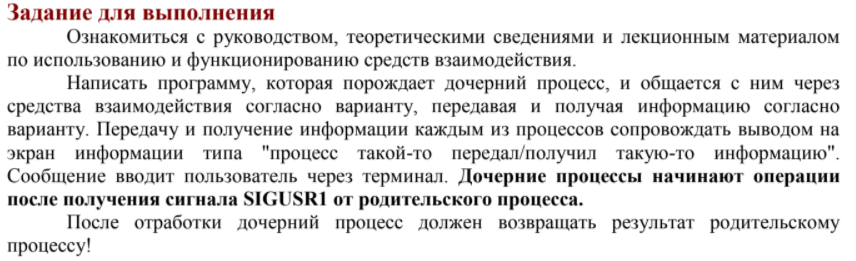 Задание для выполнения
Ознакомиться с руководством, теоретическими сведениями и лекционным материалом
по использованию и функционированию средств взаимодействия.
Написать программу, которая порождает дочерний процесс, и общается с ним через
средства взаимодействия согласно варианту, передавая и получая информацию согласно
варианту. Передачу и получение информации каждым из процессов сопровождать выводом на
экран информации типа "процесс такой-то передал/получил такую-то информацию".
Сообщение вводит пользователь через терминал. Дочерние процессы начинают операции
после получения сигнала SIGUSR1 от родительского процесса.
После отработки дочерний процесс должен возвращать результат родительскому
процессу!